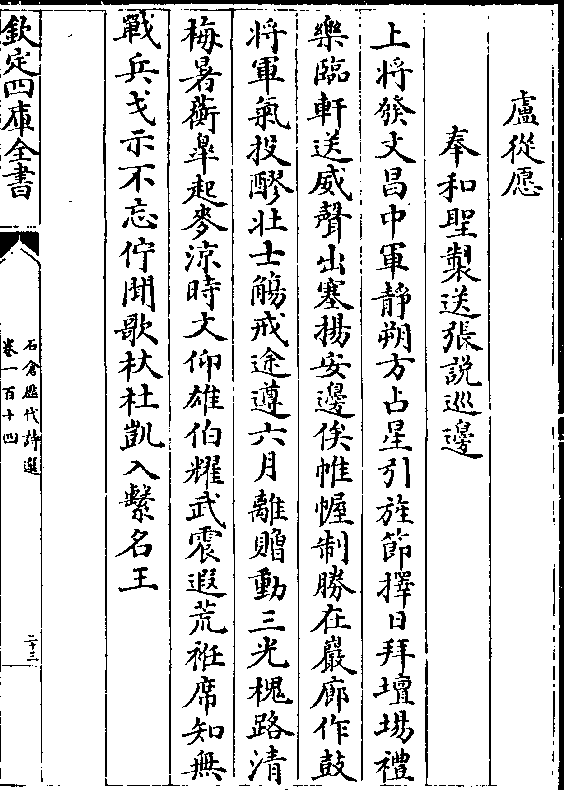 盧從愿
奉和聖製送張說巡邊
上將發文昌中軍靜朔方占星引旌節擇日拜壇場禮
樂臨軒送威聲出塞揚安邊俟帷幄制勝在巖廊作鼓
將軍氣投醪壯士觴戒途遵六月離贈動三光槐路清
梅暑蘅臯起麥涼時文仰雄伯耀武震遐荒袵席知無
戰兵戈示不忘佇聞歌杕杜凱入繫名王
欽定四庫全書
石倉歷代詩選
卷一百十四
二十三